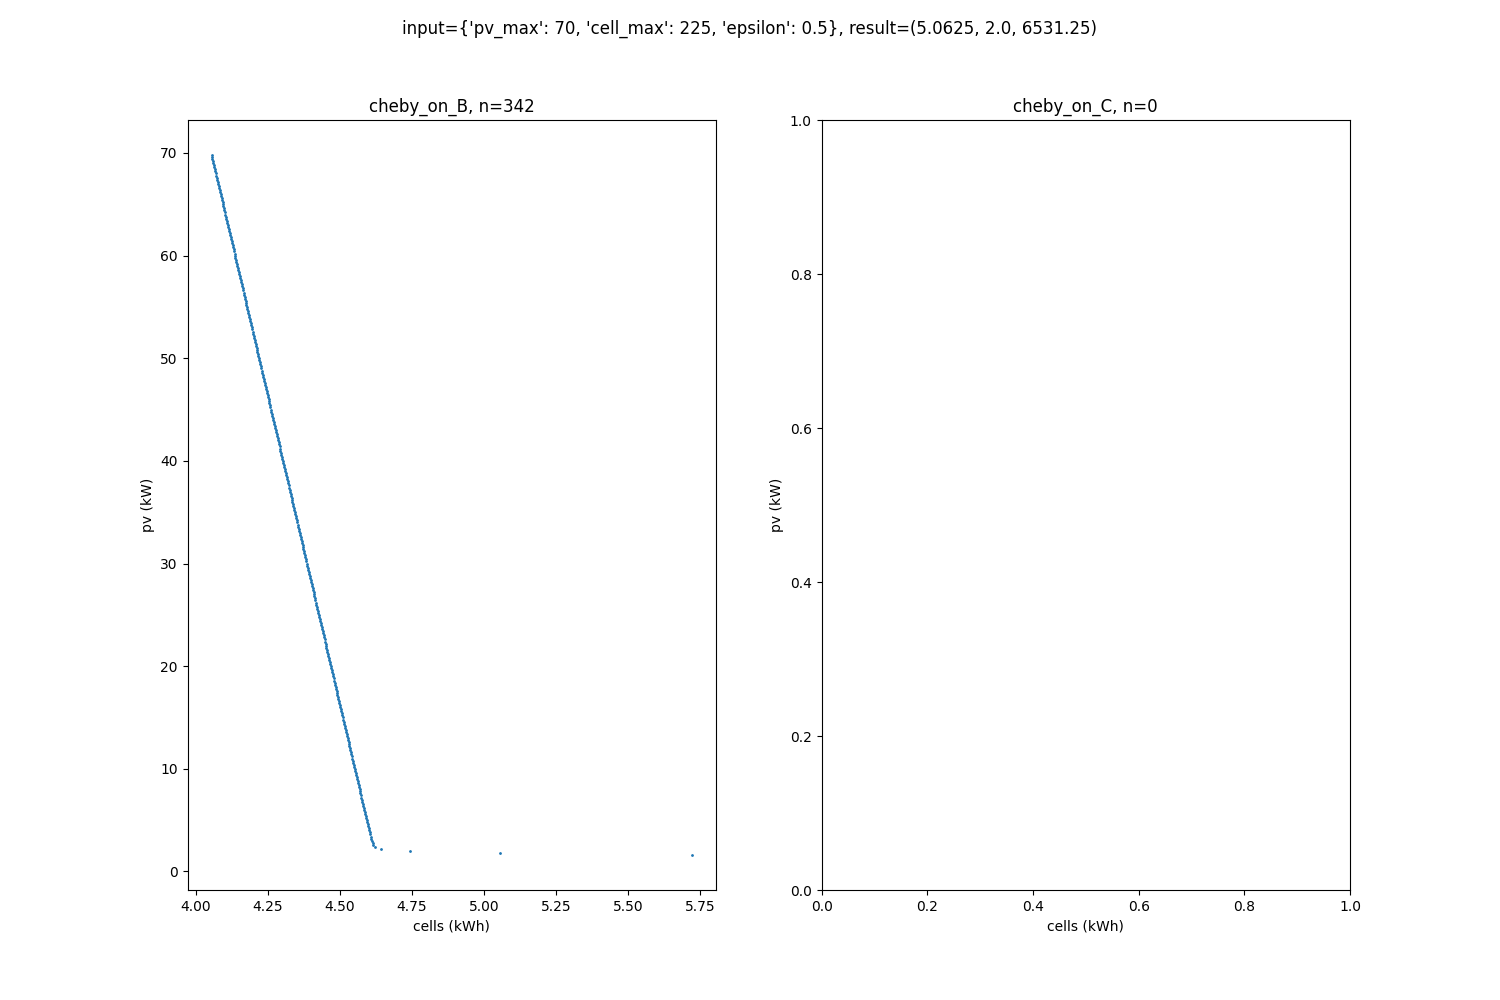 input={'pv_max': 70, 'cell_max': 225, 'epsilon': 0.5}, result=(5.0625, 2.0, 6531.25)
cheby_on_B, n=342
70
60
50
40
30
20
10
0
pv (kW)
4.00 4.25 4.50 4.75 5.00 5.25 5.50 5.75
cells (kWh)
cheby_on_C, n=0
1.0
0.8
0.6
0.4
0.2
0.0
pv (kW)
0.0 0.2 0.4 0.6 0.8 1.0
cells (kWh)